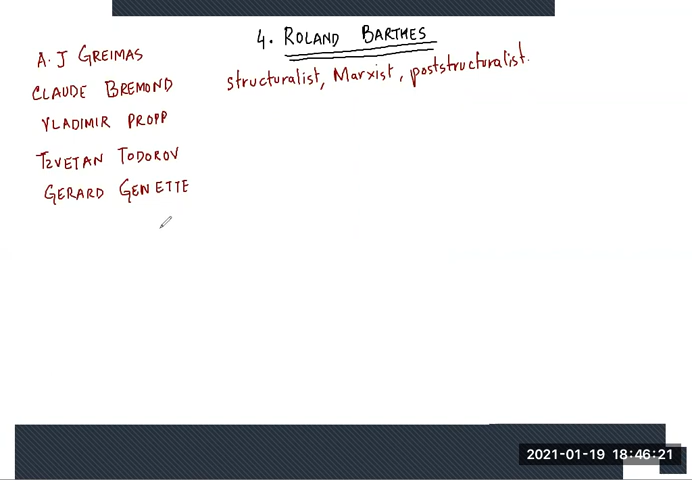 4. ROLAND BARTHES
structuralist, Marxist, poststructuralist.
A. J GREIMAS
CLAUDE BREMOND
VLADIMIR PROPP
TZVETAN TODOROV
GERARD GENETTE
2021-01-19 18:46:21